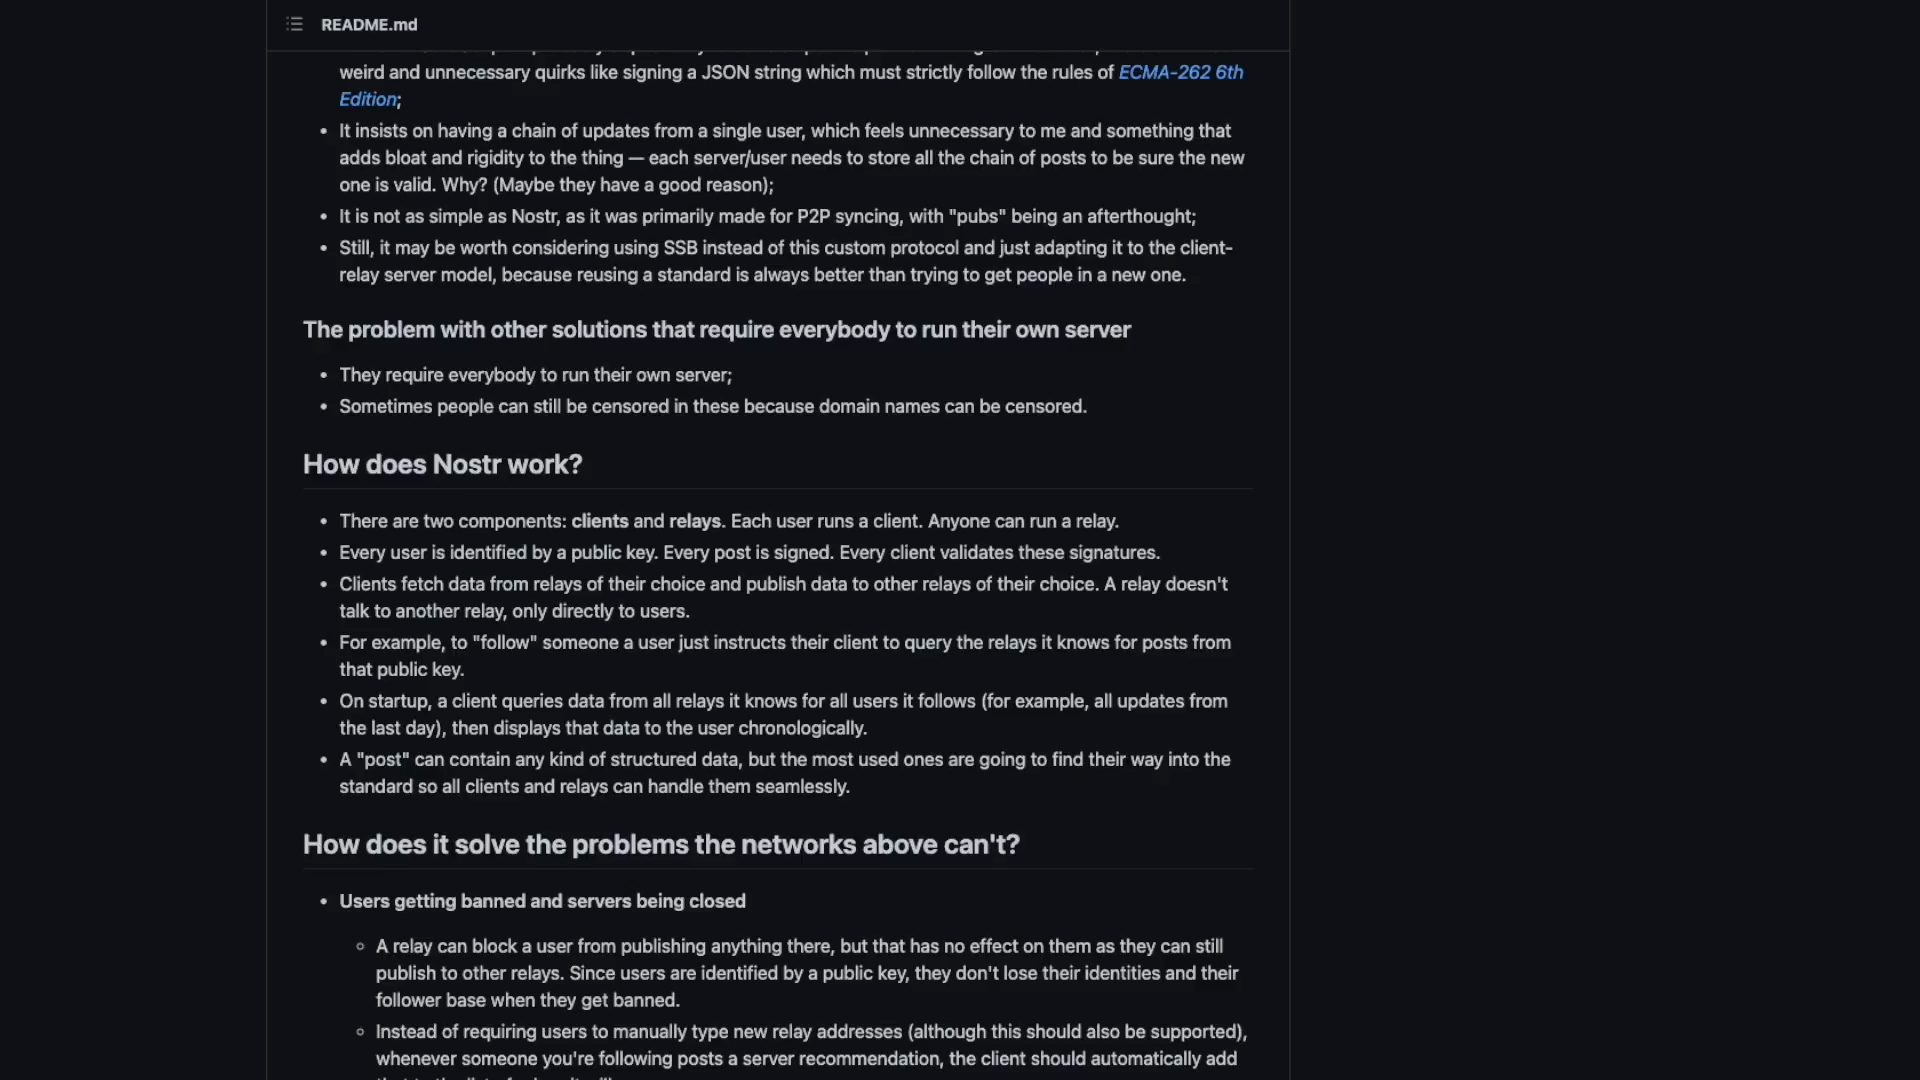 README.md
weird and unnecessary quirks like signing a JSON string which must strictly follow the rules of ECMA-262 6th
Edition;
• It insists on having a chain of updates from a single user, which feels unnecessary to me and something that
adds bloat and rigidity to the thing — each server/user needs to store all the chain of posts to be sure the new
one is valid. Why? (Maybe they have a good reason);
• It is not as simple as Nostr, as it was primarily made for P2P syncing, with "pubs" being an afterthought;
• Still, it may be worth considering using SSB instead of this custom protocol and just adapting it to the client-
relay server model, because reusing a standard is always better than trying to get people in a new one.
The problem with other solutions that require everybody to run their own server
• They require everybody to run their own server;
• Sometimes people can still be censored in these because domain names can be censored.
How does Nostr work?
• There are two components: clients and relays. Each user runs a client. Anyone can run a relay.
• Every user is identified by a public key. Every post is signed. Every client validates these signatures.
• Clients fetch data from relays of their choice and publish data to other relays of their choice. A relay doesn't
talk to another relay, only directly to users.
• For example, to "follow" someone a user just instructs their client to query the relays it knows for posts from
that public key.
• On startup, a client queries data from all relays it knows for all users it follows (for example, all updates from
the last day), then displays that data to the user chronologically.
• A "post" can contain any kind of structured data, but the most used ones are going to find their way into the
standard so all clients and relays can handle them seamlessly.
How does it solve the problems the networks above can't?
• Users getting banned and servers being closed
◦ A relay can block a user from publishing anything there, but that has no effect on them as they can still
publish to other relays. Since users are identified by a public key, they don't lose their identities and their
follower base when they get banned.
◦ Instead of requiring users to manually type new relay addresses (although this should also be supported),
whenever someone you're following posts a server recommendation, the client should automatically add